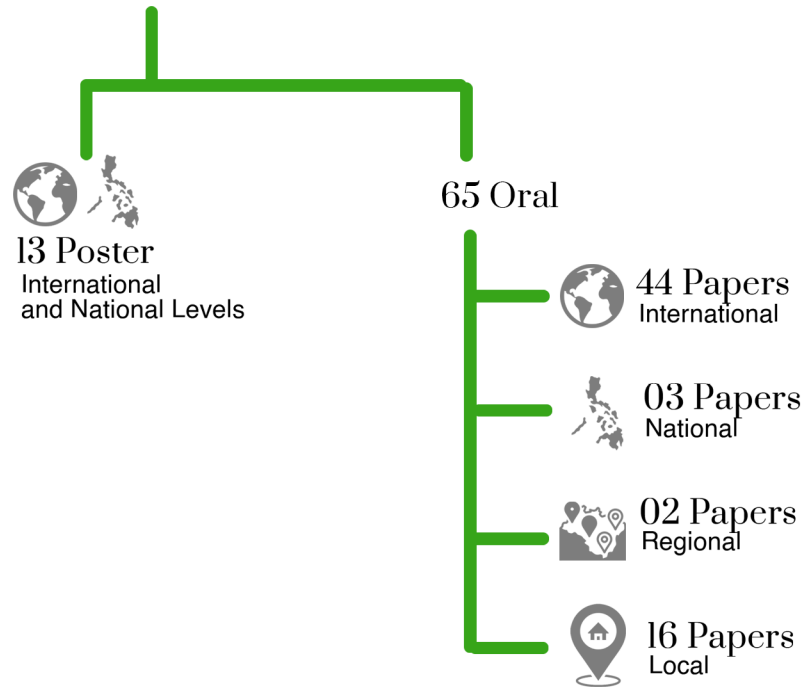 13 Poster
International
and National Levels
65 Oral
44 Papers
International
03 Papers
National
02 Papers
Regional
16 Papers
Local